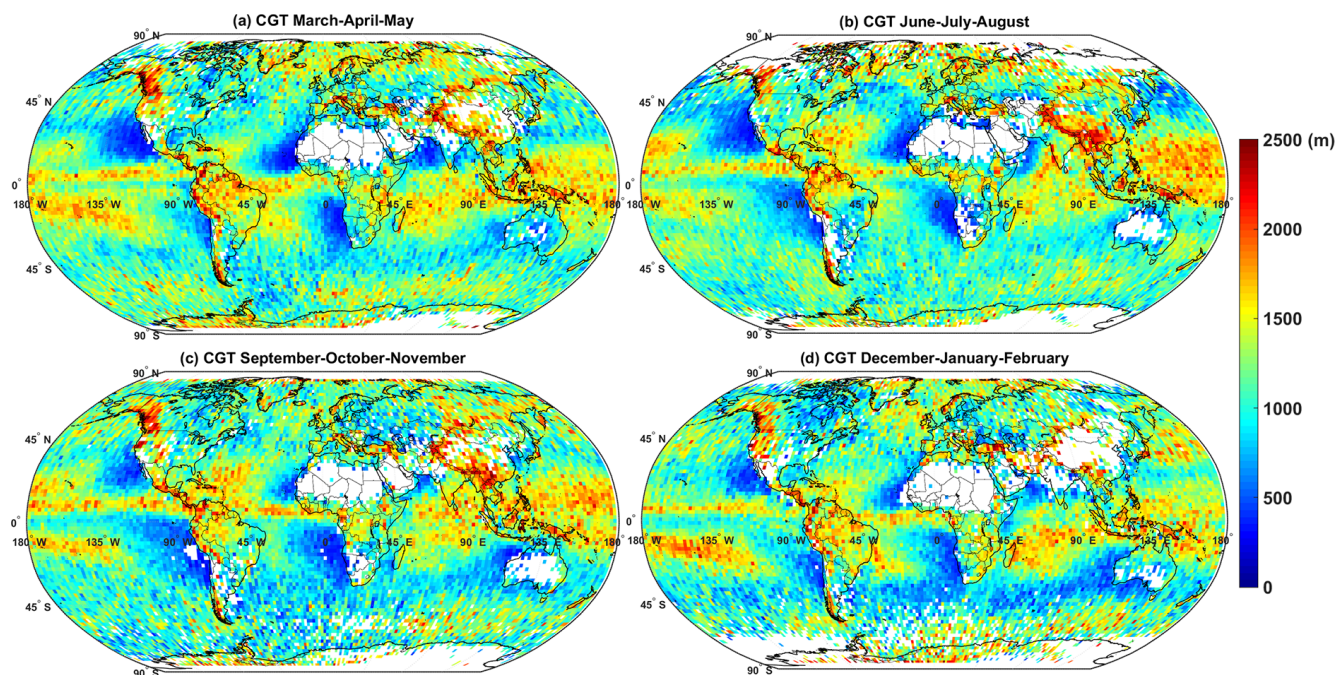 (a) CGT March-April-May
(b) CGT June-July-August
90° N
90° N
45° N
45° N
2500 (m)
0°
0°
180° W 135° W 90 W 45 W 0 45 E 90 E 135° E 180° E
180° W 135° W 90 W 45 W 0 45 E 90 E 135° E 180° E
2000
45° S
45° S
1500
90° S
90° S
(c) CGT September-October-November
(d) CGT December-January-February
90° N
90° N
1000
45° N
45° N
500
0°
0°
180° W 135° W 90 W 45 W 0 45 E 90 E 135° E 180° E
180° W 135° W 90 W 45 W 0 45 E 90 E 135° E 180° E
0
45° S
45° S
90° S
90° S